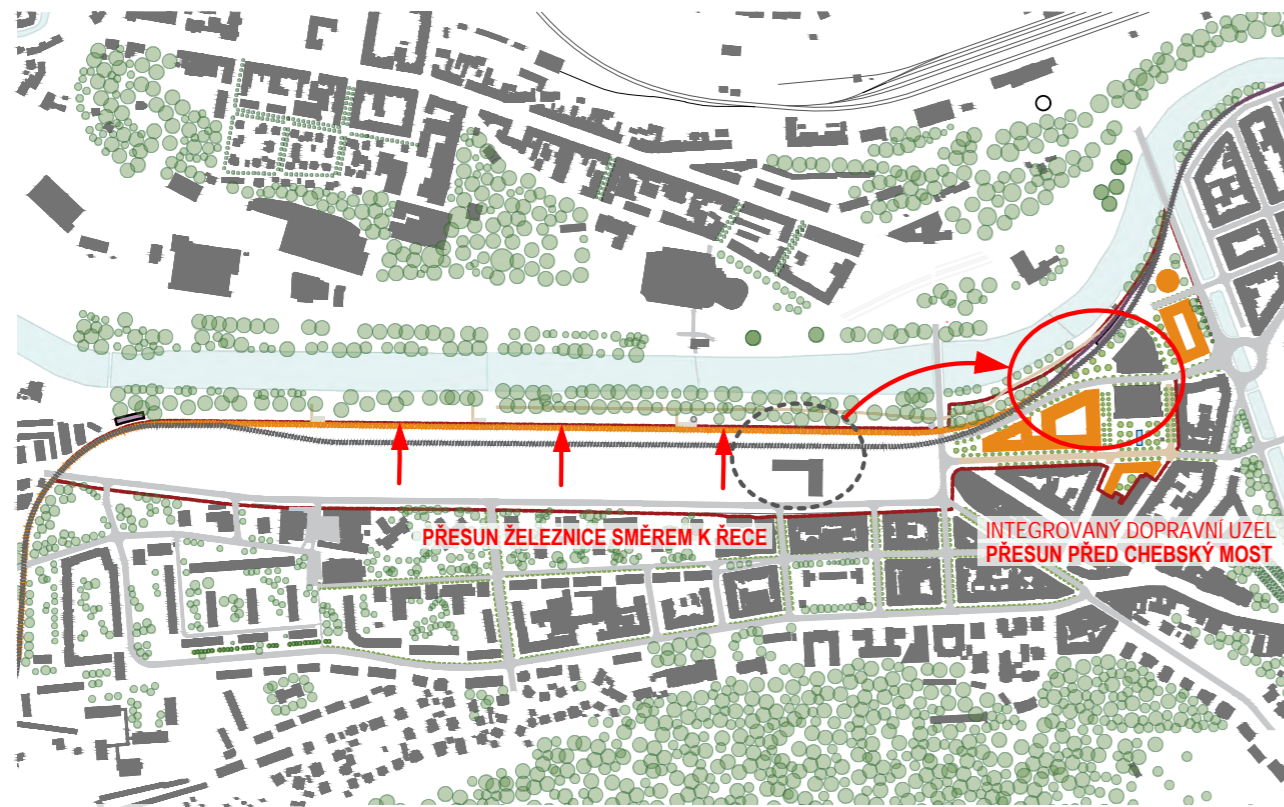 PŘESUN ŽELEZNICE SMĚREM K ŘECE
INTEGROVANÝ DOPRAVNÍ UZEL
PŘESUN PŘED CHEBSKÝ MOST